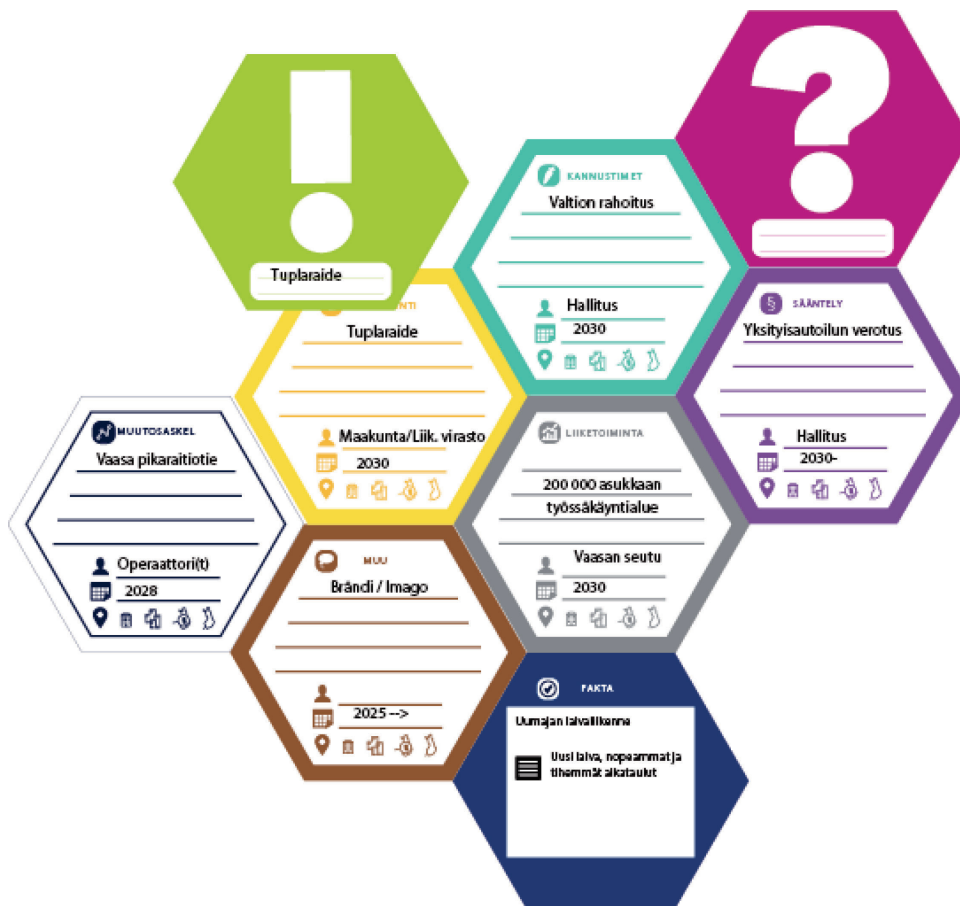 !
Tuplaraide
?
KANNUSTIMET
Valtion rahoitus
Hallitus
2030
SÄÄNTELY
Yksityisautoilun verotus
Hallitus
2030-
Tuplaraide
Maakunta/Liik. virasto
2030
MUUTOSASKEL
Vaasa pikaraitiotie
Operaattori(t)
2028
LIIKETOIMINTA
200 000 asukkaan
työssäkäyntialue
Vaasan seutu
2030
MUU
Brändi / Imago
2025 -->
FAKTA
Uumajan laivaliikenne
Uusi laiva, nopeammat ja
tihemmät aikataulut